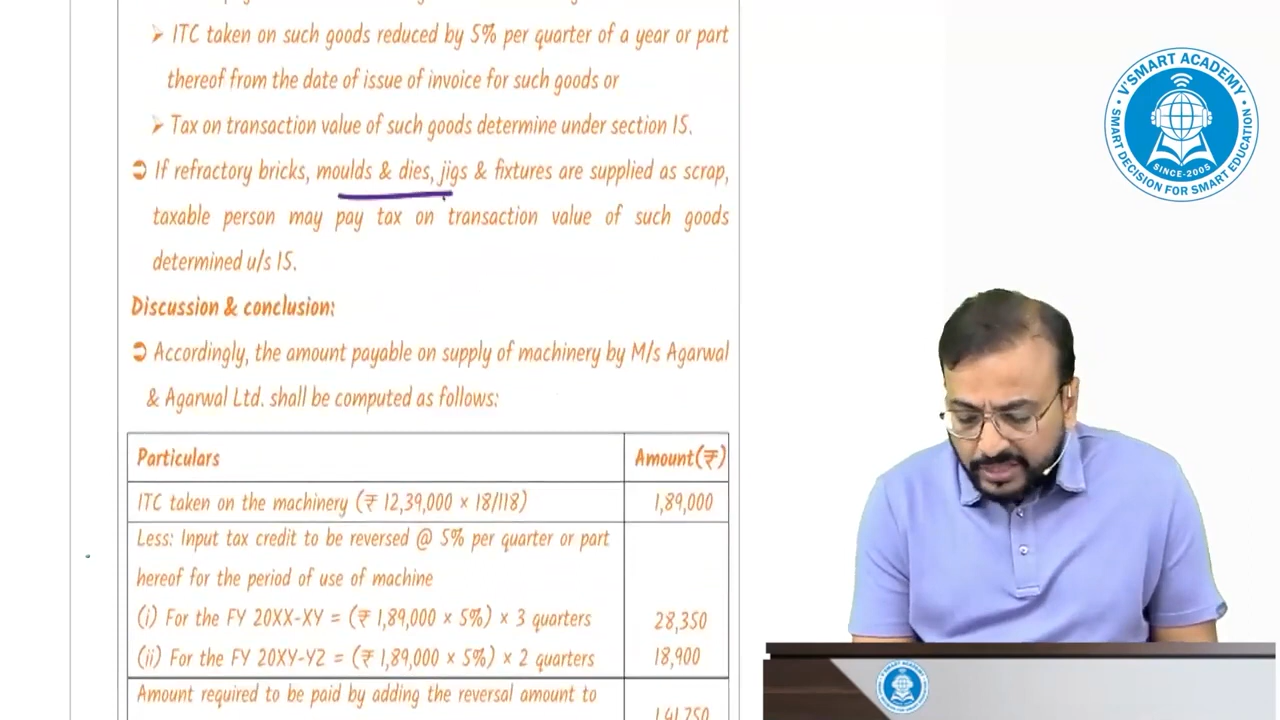 ➤ ITC taken on such goods reduced by 5% per quarter of a year or part
thereof from the date of issue of invoice for such goods or
➤ Tax on transaction value of such goods determine under section 15.
➲ If refractory bricks, moulds & dies, jigs & fixtures are supplied as scrap,
taxable person may pay tax on transaction value of such goods
determined u/s 15.
Discussion & conclusion:
➲ Accordingly, the amount payable on supply of machinery by M/s Agarwal
& Agarwal Ltd. shall be computed as follows:
Particulars Amount(₹)
ITC taken on the machinery (₹ 12,39,000 × 18/118) 1,89,000
Less: Input tax credit to be reversed @ 5% per quarter or part
hereof for the period of use of machine
(i) For the FY 20XX-XY = (₹ 1,89,000 × 5%) × 3 quarters 28,350
(ii) For the FY 20XY-YZ = (₹ 1,89,000 × 5%) × 2 quarters 18,900
Amount required to be paid by adding the reversal amount to
1,41,750
V'SMART ACADEMY
SINCE-2005
SMART DECISION FOR SMART EDUCATION